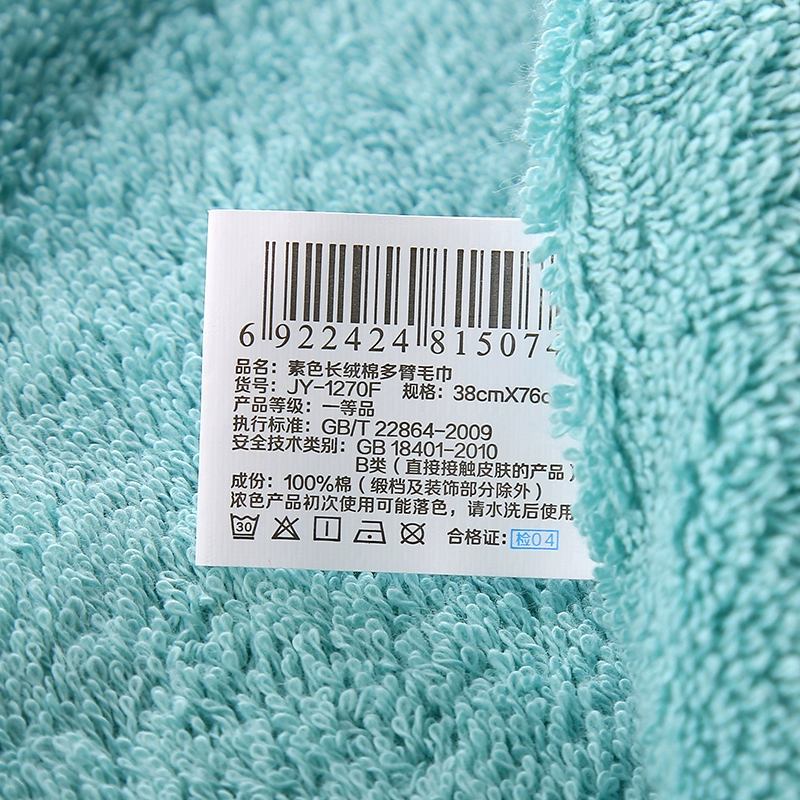 6 922424 815074
品名：素色长绒棉多臂毛巾
货号：JY-1270F 规格：38cmX76c
产品等级：一等品
执行标准：GB/T 22864-2009
安全技术类别：GB 18401-2010
B类（直接接触皮肤的产品）
成份：100%棉（缎档及装饰部分除外）
浓色产品初次使用可能落色，请水洗后使用
30 合格证：检04